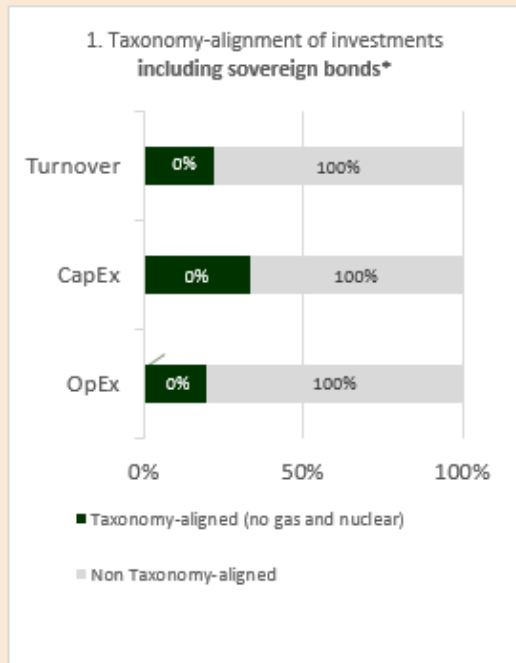 1. Taxonomy-alignment of investments
including sovereign bonds*
Turnover
0%
100%
CapEx
0%
100%
OpEx
0%
100%
0%
50%
100%
Taxonomy-aligned (no gas and nuclear)
Non Taxonomy-aligned